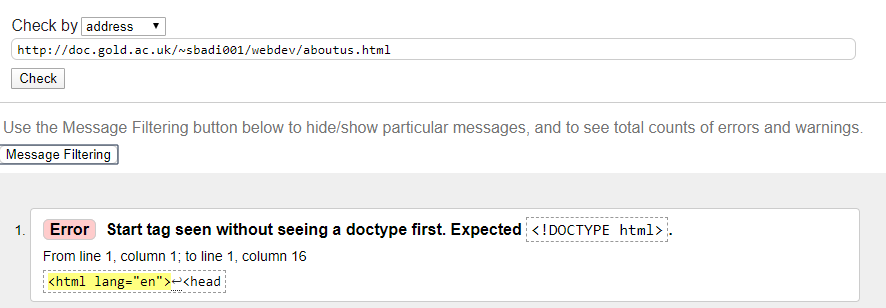 Check by address
http://doc.gold.ac.uk/~sbadi001/webdev/aboutus.html
Check
Use the Message Filtering button below to hide/show particular messages, and to see total counts of errors and warnings.
Message Filtering
1. Error Start tag seen without seeing a doctype first. Expected <!DOCTYPE html>.
From line 1, column 1; to line 1, column 16
<html lang="en">↩<head